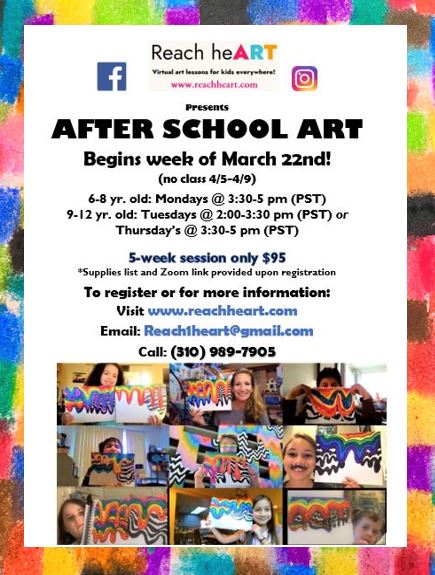 Reach heART
Virtual art lessons for kids everywhere!
www.reachheart.com
Presents
AFTER SCHOOL ART
Begins week of March 22nd!
(no class 4/5-4/9)
6-8 yr. old: Mondays @ 3:30-5 pm (PST)
9-12 yr. old: Tuesdays @ 2:00-3:30 pm (PST) or
Thursday's @ 3:30-5 pm (PST)
5-week session only $95
*Supplies list and Zoom link provided upon registration
To register or for more information:
Visit www.reachheart.com
Email: Reach1heart@gmail.com
Call: (310) 989-7905